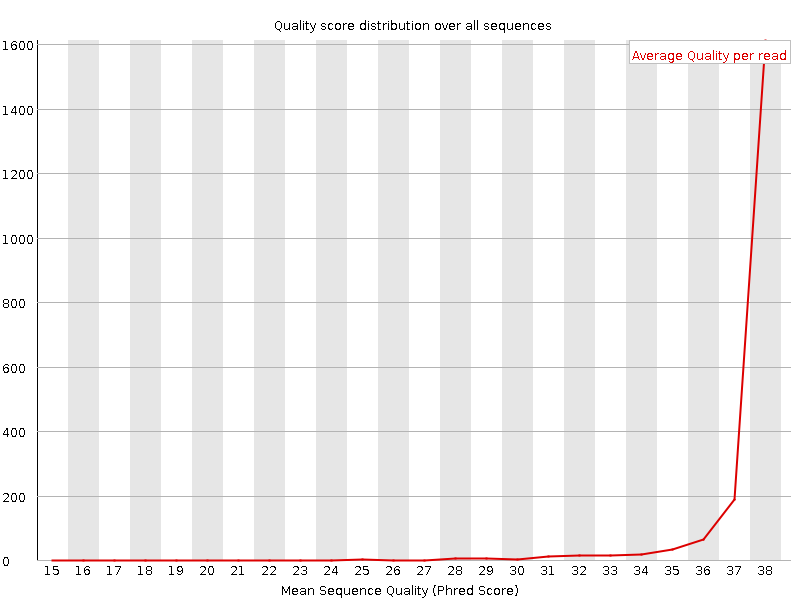 Quality score distribution over all sequences
Average Quality per read
1600
1400
1200
1000
800
600
400
200
0
15 16 17 18 19 20 21 22 23 24 25 26 27 28 29 30 31 32 33 34 35 36 37 38
Mean Sequence Quality (Phred Score)